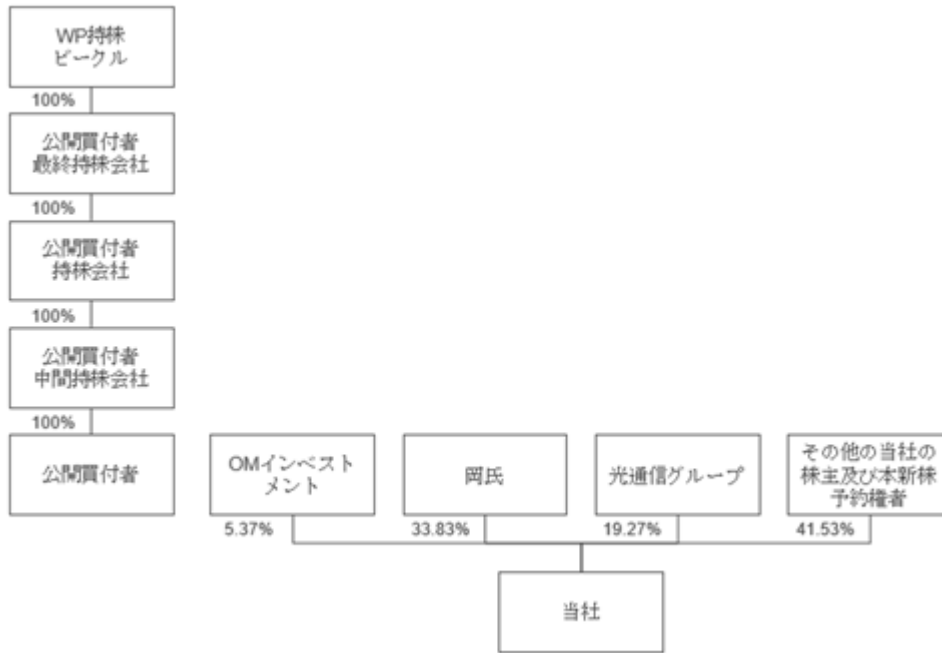 WP持株
ビークル
100%
公開買付者
最終持株会社
100%
公開買付者
持株会社
100%
公開買付者
中間持株会社
100%
公開買付者
OMインベスト
メント
岡氏
光通信グループ
その他の当社の
株主及び本新株
予約権者
5.37%
33.83%
19.27%
41.53%
当社